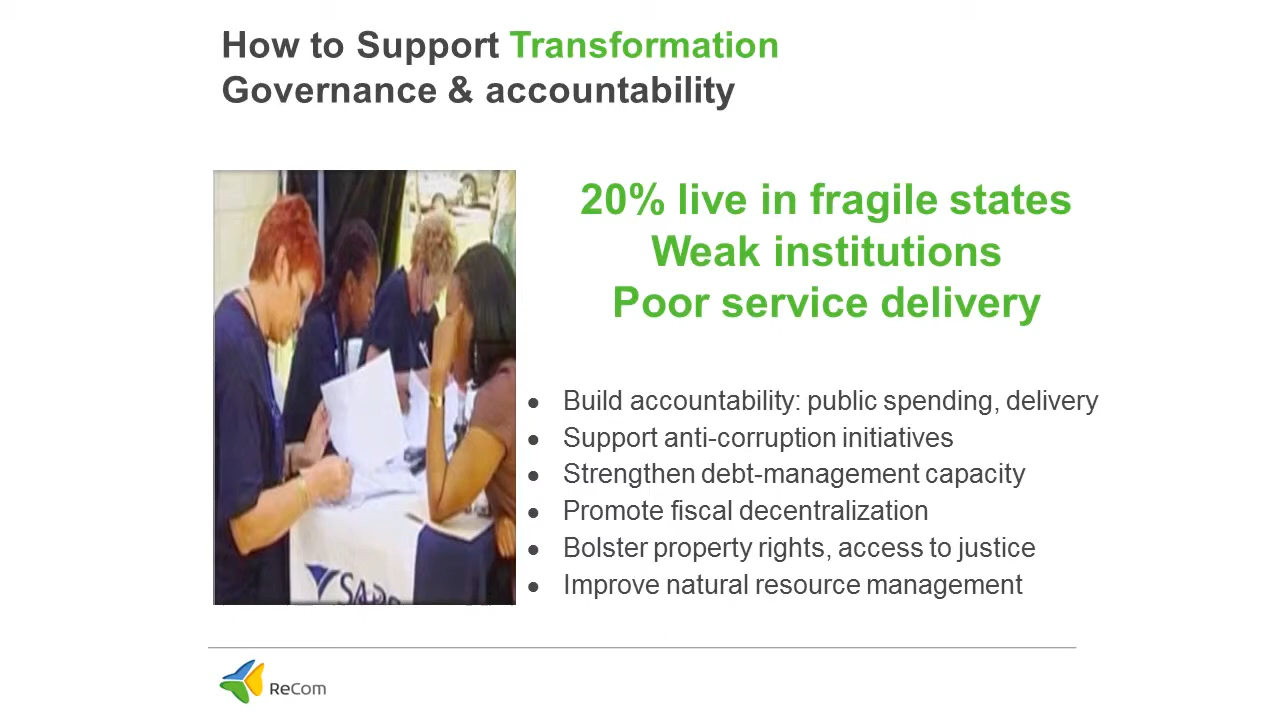 How to Support Transformation
Governance & accountability
20% live in fragile states
Weak institutions
Poor service delivery
• Build accountability: public spending, delivery
• Support anti-corruption initiatives
• Strengthen debt-management capacity
• Promote fiscal decentralization
• Bolster property rights, access to justice
• Improve natural resource management
ReCom